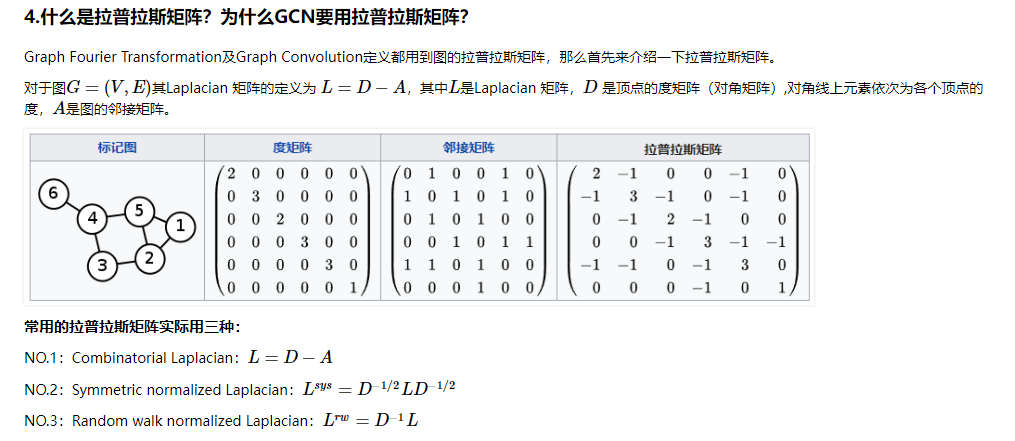 4.什么是拉普拉斯矩阵？为什么GCN要用拉普拉斯矩阵？
Graph Fourier Transformation及Graph Convolution定义都用到图的拉普拉斯矩阵，那么首先来介绍一下拉普拉斯矩阵。
对于图G = (V, E)其Laplacian 矩阵的定义为 L = D − A，其中L是Laplacian 矩阵，D 是顶点的度矩阵（对角矩阵）,对角线上元素依次为各个顶点的
度，A是图的邻接矩阵。
标记图 度矩阵 邻接矩阵 拉普拉斯矩阵
6 4 5 1 3 2
2 0 0 0 0 0
0 3 0 0 0 0
0 0 2 0 0 0
0 0 0 3 0 0
0 0 0 0 3 0
0 0 0 0 0 1
0 1 0 0 1 0
1 0 1 0 1 0
0 1 0 1 0 0
0 0 1 0 1 1
1 1 0 1 0 0
0 0 0 1 0 0
2 −1 0 0 −1 0
−1 3 −1 0 −1 0
0 −1 2 −1 0 0
0 0 −1 3 −1 −1
−1 −1 0 −1 3 0
0 0 0 −1 0 1
常用的拉普拉斯矩阵实际用三种：
NO.1：Combinatorial Laplacian：L = D − A
NO.2：Symmetric normalized Laplacian：L^sys = D^−1/2 LD^−1/2
NO.3：Random walk normalized Laplacian：L^rw = D^−1 L